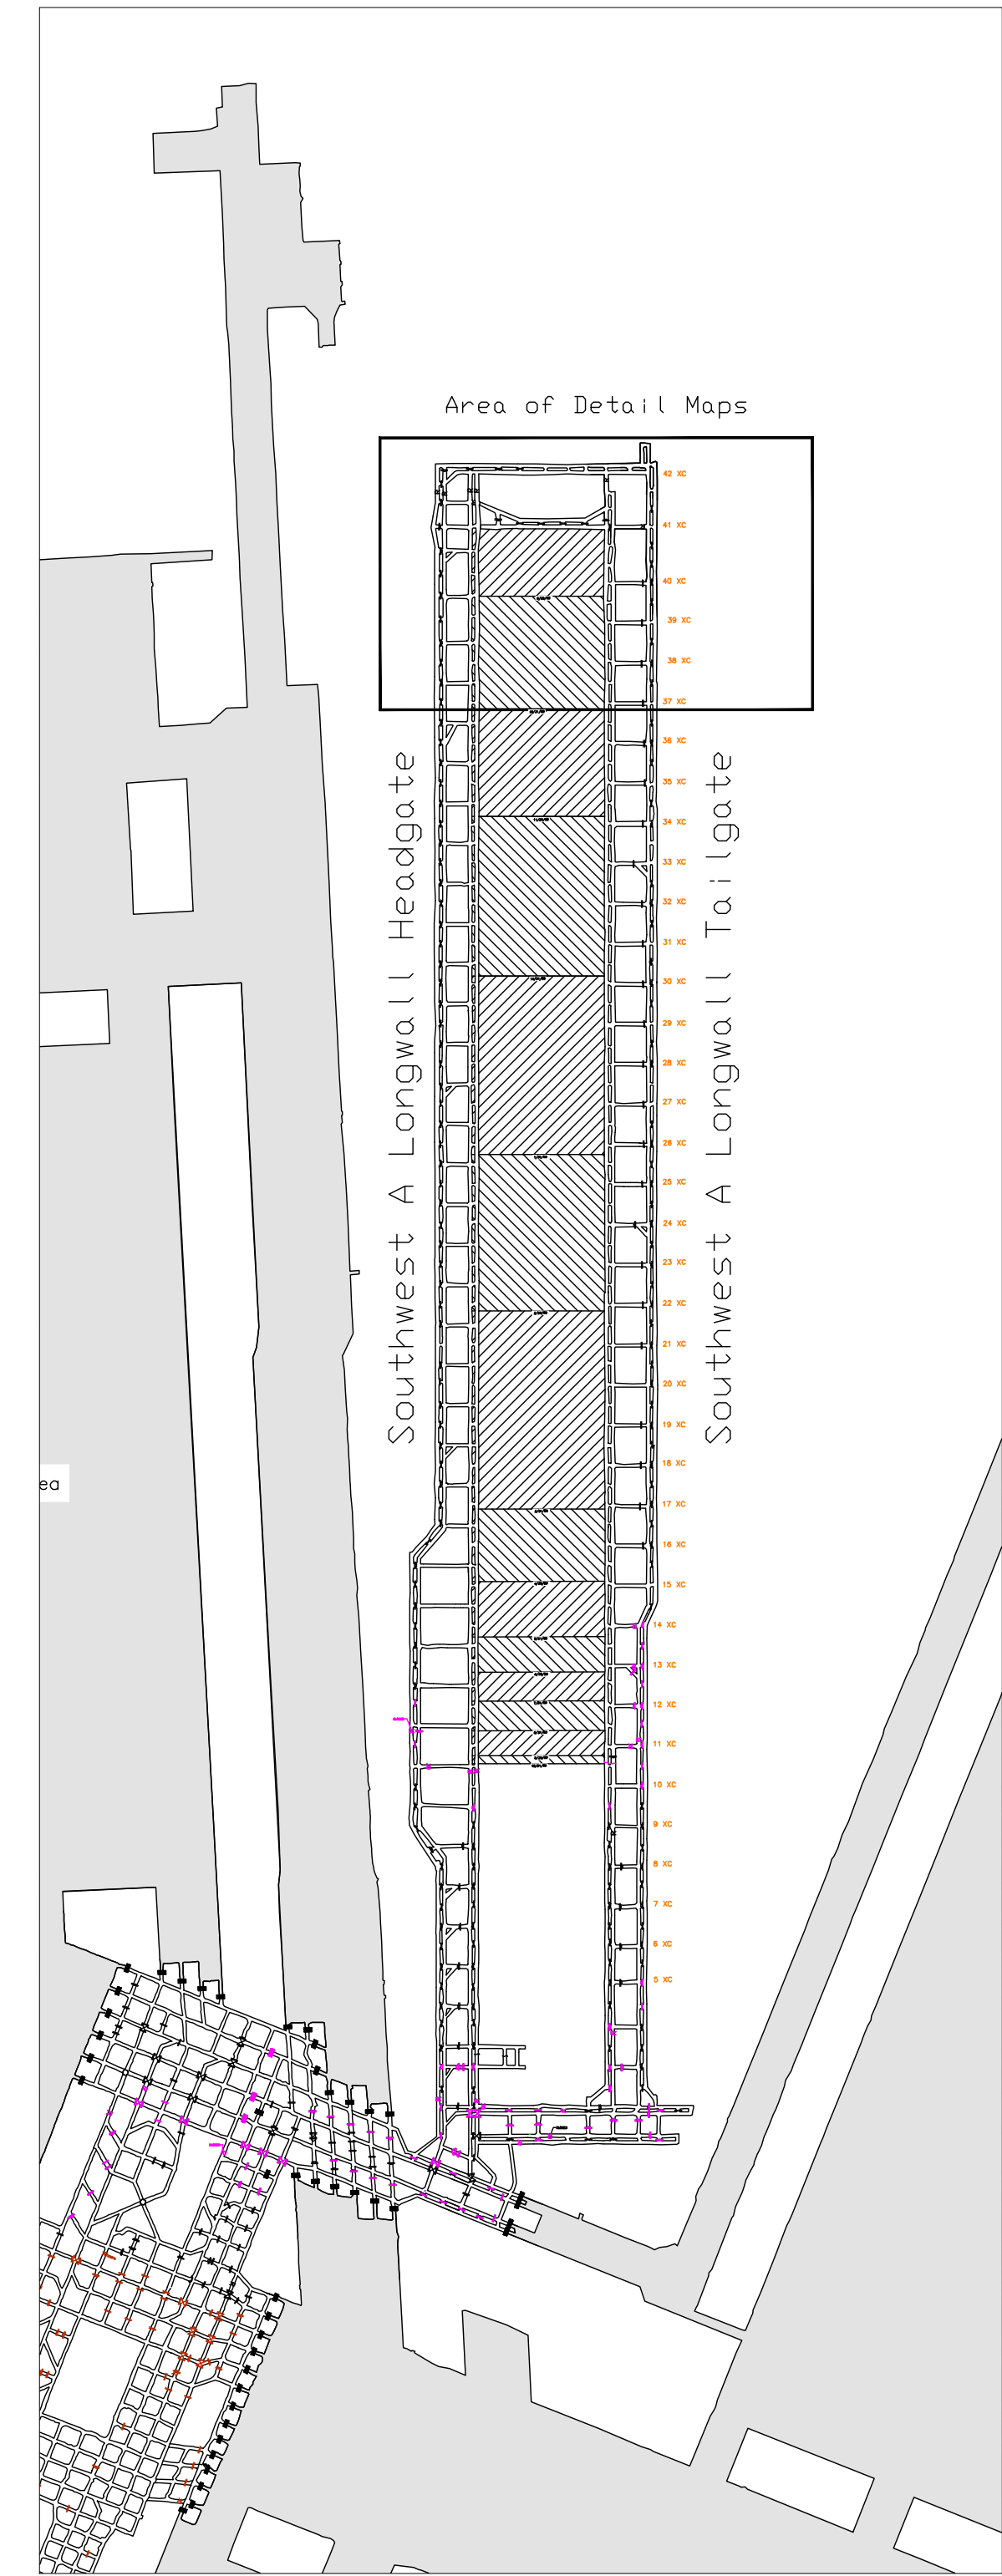 Area of Detail Maps
42 XC
41 XC
40 XC
39 XC
38 XC
37 XC
36 XC
35 XC
34 XC
33 XC
32 XC
31 XC
30 XC
29 XC
28 XC
27 XC
26 XC
25 XC
24 XC
23 XC
22 XC
21 XC
20 XC
19 XC
18 XC
17 XC
16 XC
15 XC
14 XC
13 XC
12 XC
11 XC
10 XC
9 XC
8 XC
7 XC
6 XC
5 XC
Southwest A Longwall Headgate
Southwest A Longwall Tailgate
ea